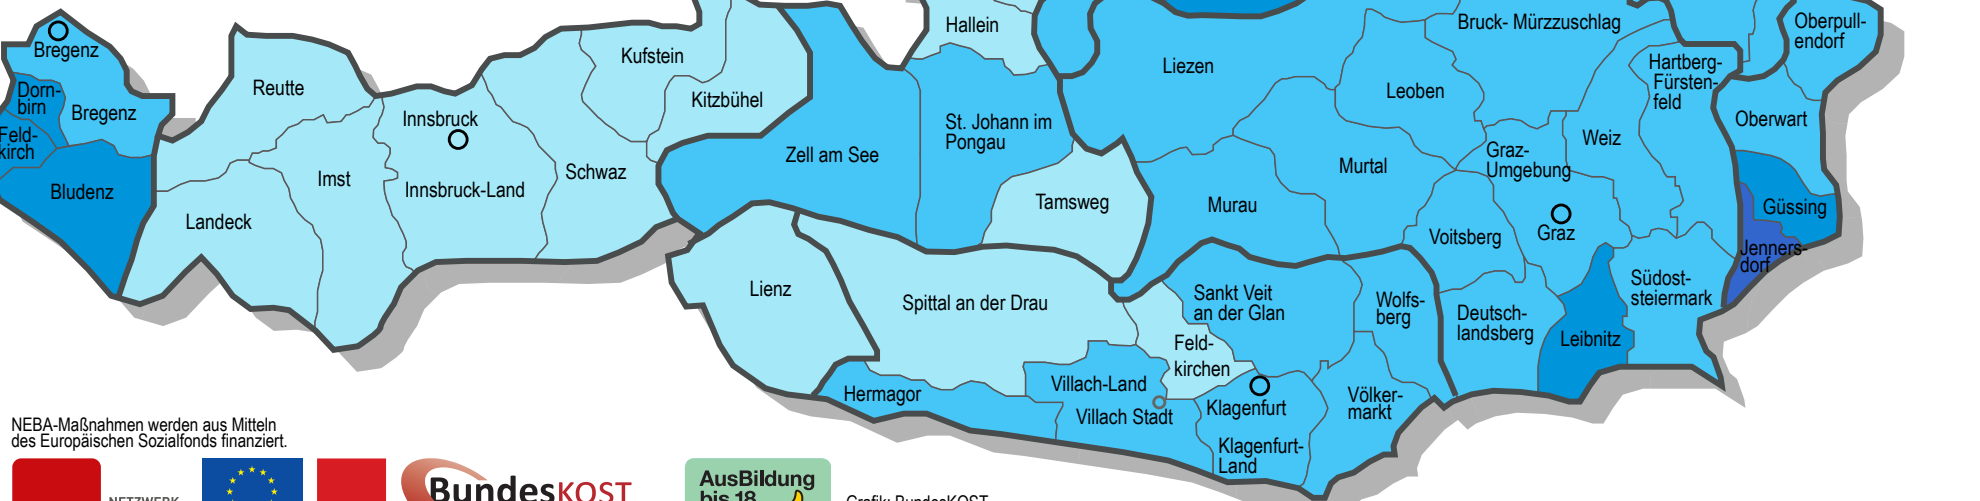 Bregenz
Dorn-
birn
Bregenz
Feld-
kirch
Bludenz
Reutte
Imst
Landeck
Innsbruck
Innsbruck-Land
Schwaz
Kufstein
Kitzbühel
Zell am See
Hallein
St. Johann im
Pongau
Tamsweg
Lienz
Spittal an der Drau
Hermagor
Villach-Land
Villach Stadt
Feld-
kirchen
Sankt Veit
an der Glan
Klagenfurt
Klagenfurt-
Land
Wolfs-
berg
Völker-
markt
Liezen
Murau
Murtal
Leoben
Bruck- Mürzzuschlag
Graz-
Umgebung
Graz
Voitsberg
Deutsch-
landsberg
Leibnitz
Weiz
Hartberg-
Fürsten-
feld
Südost-
steiermark
Oberpull-
endorf
Oberwart
Güssing
Jenners-
dorf
NEBA-Maßnahmen werden aus Mitteln
des Europäischen Sozialfonds finanziert.
NETZWERK
BundesKOST
AusBildung
bis 18
Grafik: BundesKOST